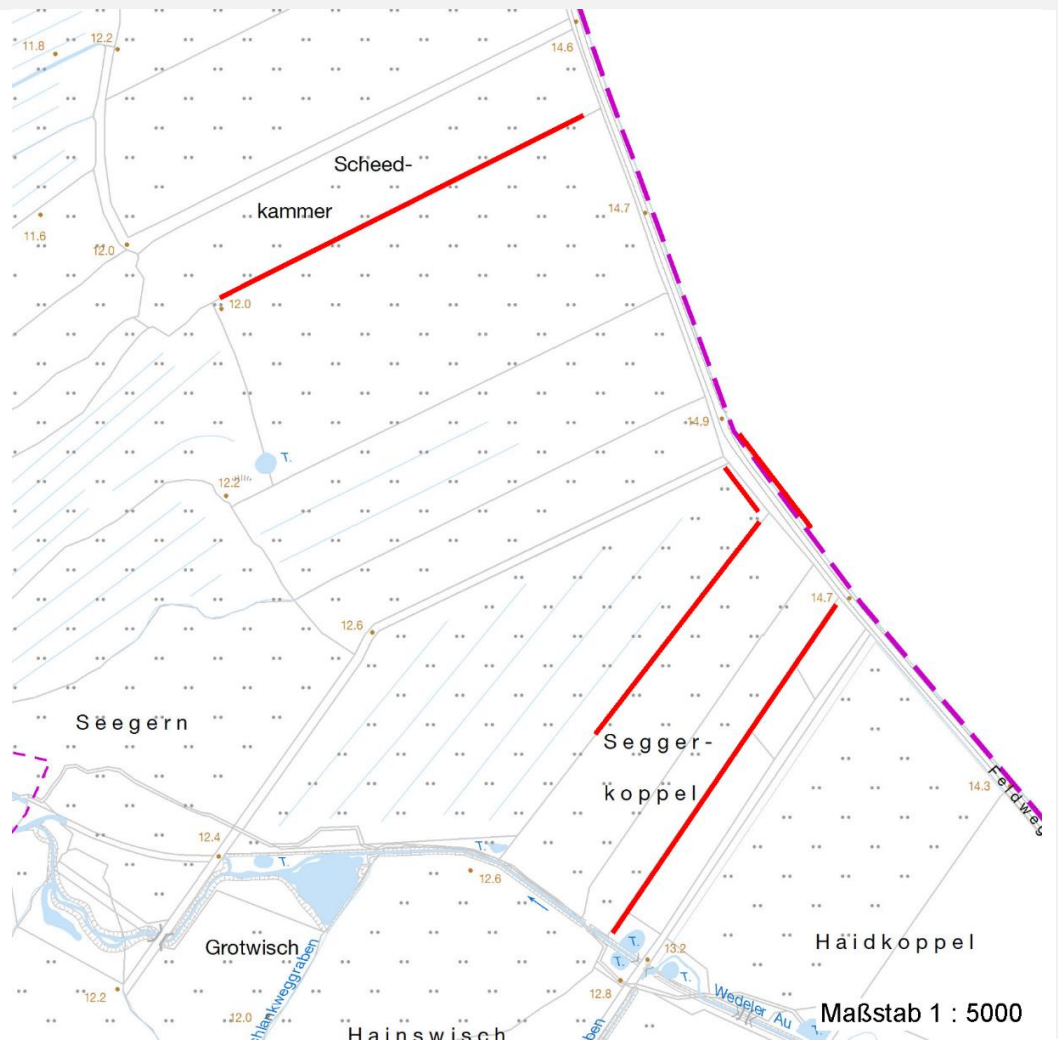 12.2
11.8
14.6
Scheed-
kammer
14.7
11.6
12.0
12.0
14.9
T.
12.2
14.7
12.6
Seegern
Segger-
koppel
14.3
Feldweg
12.4
T.
T.
12.6
Grotwisch
T.
T.
13.2
T.
Haidkoppel
12.8
12.2
12.0
hlankweggraben
Wedeler Au
T.
Maßstab 1 : 5000
Hainswisch
ben